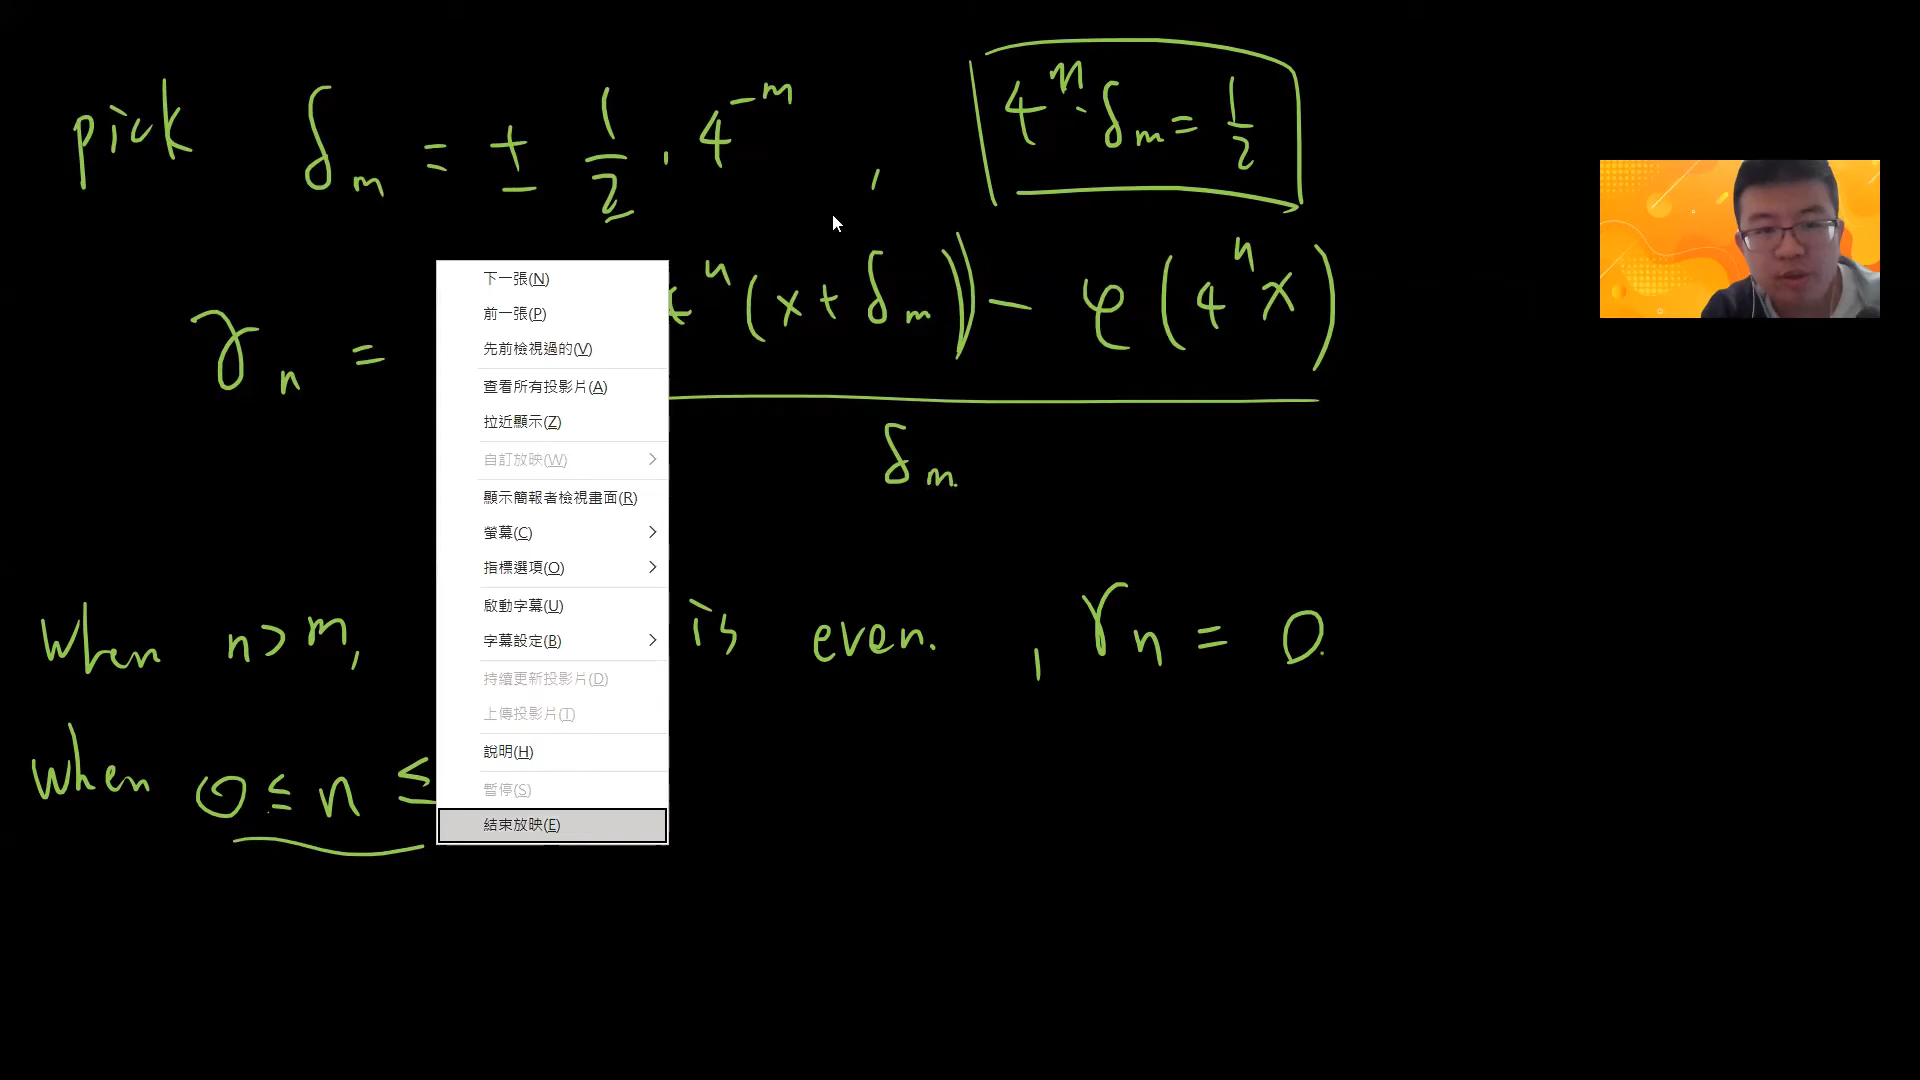 pick δ_m = ± 1/2 · 4^{-m} , 4^m · δ_m = 1/2
γ_n = 4^n (x + δ_m)) − φ(4^n x)
δ_m
When n > m, is even. , γ_n = 0.
When 0 ≤ n ≤
下一張(N)
前一張(P)
先前檢視過的(V)
查看所有投影片(A)
拉近顯示(Z)
自訂放映(W)
顯示簡報者檢視畫面(R)
螢幕(C)
指標選項(O)
啟動字幕(U)
字幕設定(B)
持續更新投影片(D)
上傳投影片(T)
說明(H)
暫停(S)
結束放映(E)